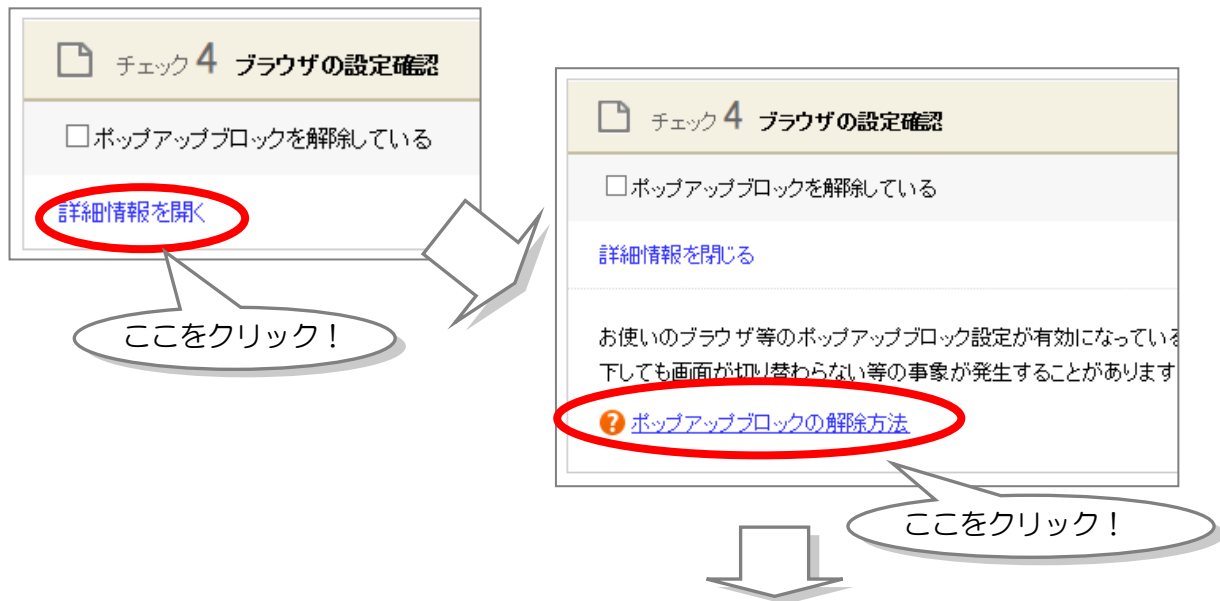 チェック4 ブラウザの設定確認
ポップアップブロックを解除している
詳細情報を開く
ここをクリック！
チェック4 ブラウザの設定確認
ポップアップブロックを解除している
詳細情報を閉じる
お使いのブラウザ等のポップアップブロック設定が有効になっている
下しても画面が切り替わらない等の事象が発生することがあります
? ポップアップブロックの解除方法
ここをクリック！